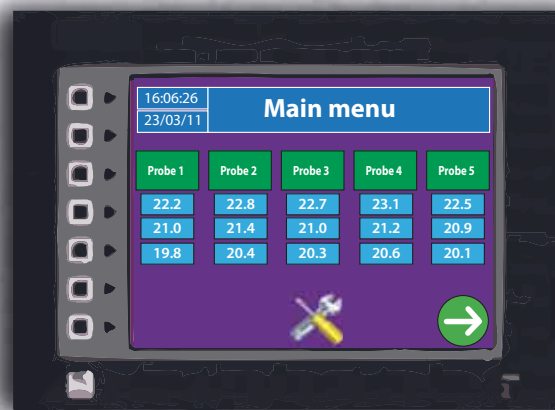 16:06:26
Main menu
23/03/11
Probe 1 Probe 2 Probe 3 Probe 4 Probe 5
22.2 22.8 22.7 23.1 22.5
21.0 21.4 21.0 21.2 20.9
19.8 20.4 20.3 20.6 20.1